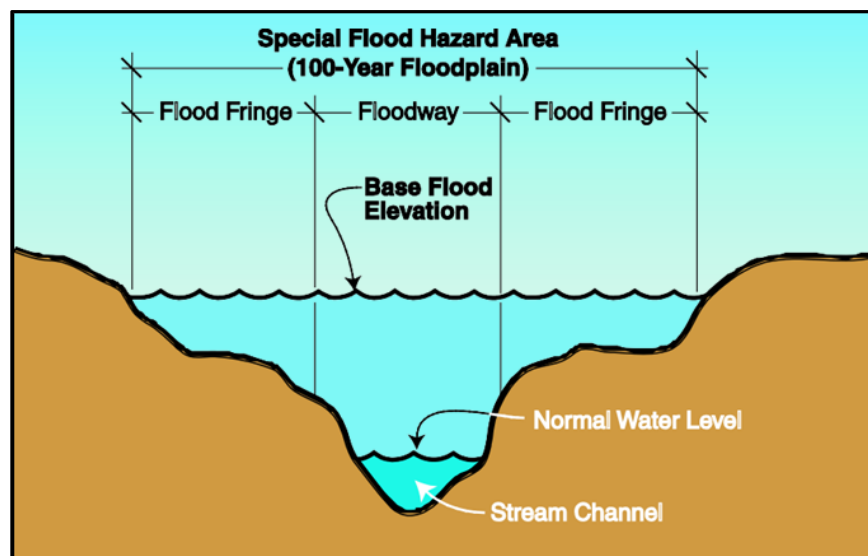 Special Flood Hazard Area
(100-Year Floodplain)
Flood Fringe
Floodway
Flood Fringe
Base Flood
Elevation
Normal Water Level
Stream Channel